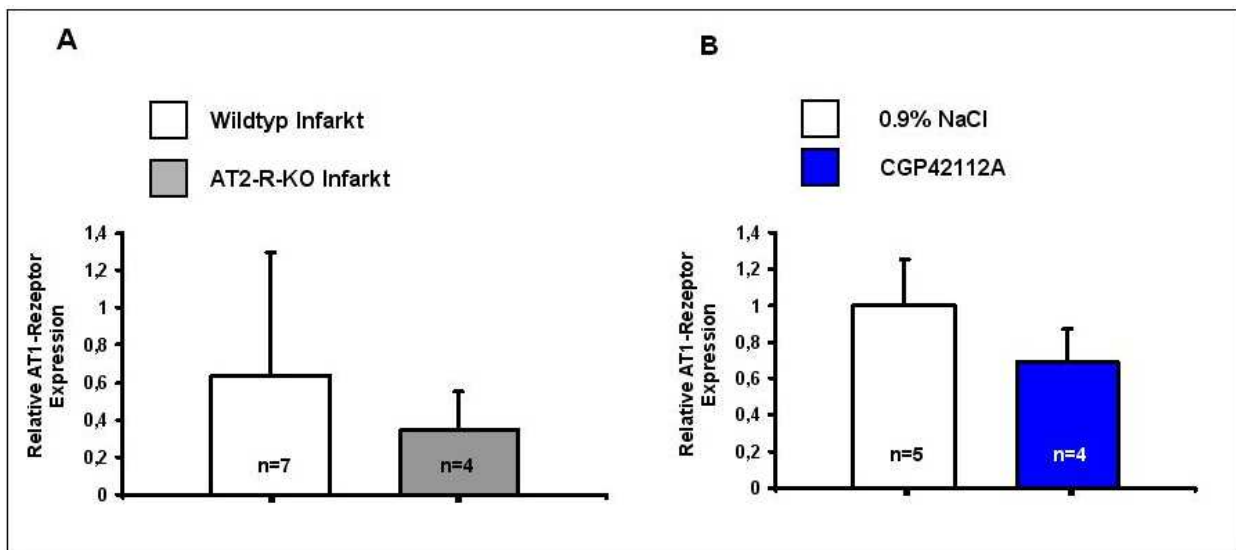 A
Wildtyp Infarkt
AT2-R-KO Infarkt
Relative AT1-Rezeptor
Expression
1,4
1,2
1
0,8
0,6
0,4
0,2
0
n=7
n=4
B
0.9% NaCl
CGP42112A
Relative AT1-Rezeptor
Expression
1,4
1,2
1
0,8
0,6
0,4
0,2
0
n=5
n=4